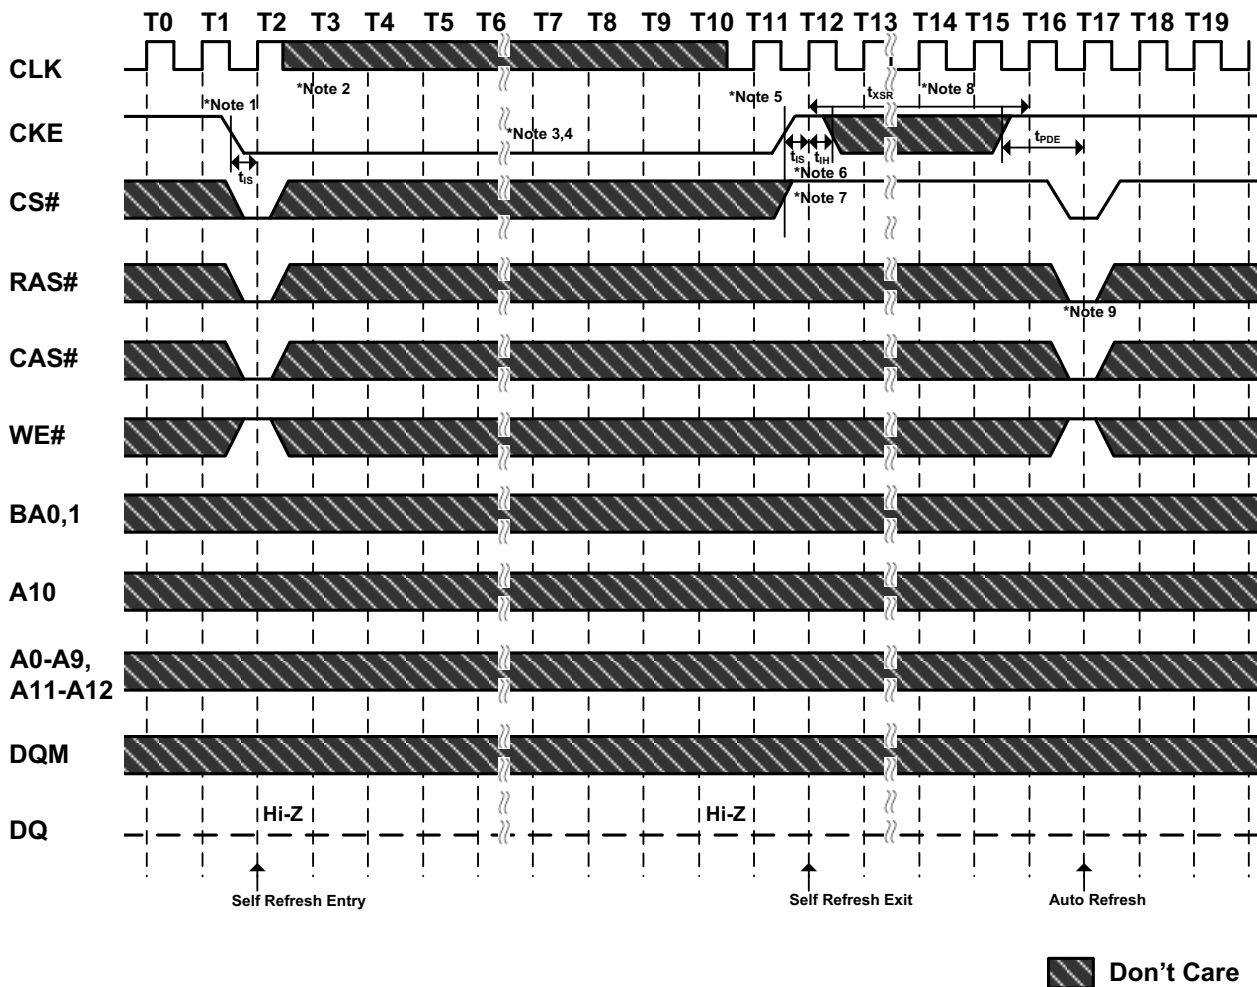 T0 T1 T2 T3 T4 T5 T6 T7 T8 T9 T10 T11 T12 T13 T14 T15 T16 T17 T18 T19
CLK
*Note 2 *Note 5 tXSR *Note 8
*Note 1
CKE *Note 3,4 tPDE
tIS tIS tIH
*Note 6
CS# *Note 7
RAS#
*Note 9
CAS#
WE#
BA0,1
A10
A0-A9,
A11-A12
DQM
Hi-Z Hi-Z
DQ
Self Refresh Entry Self Refresh Exit Auto Refresh
Don't Care